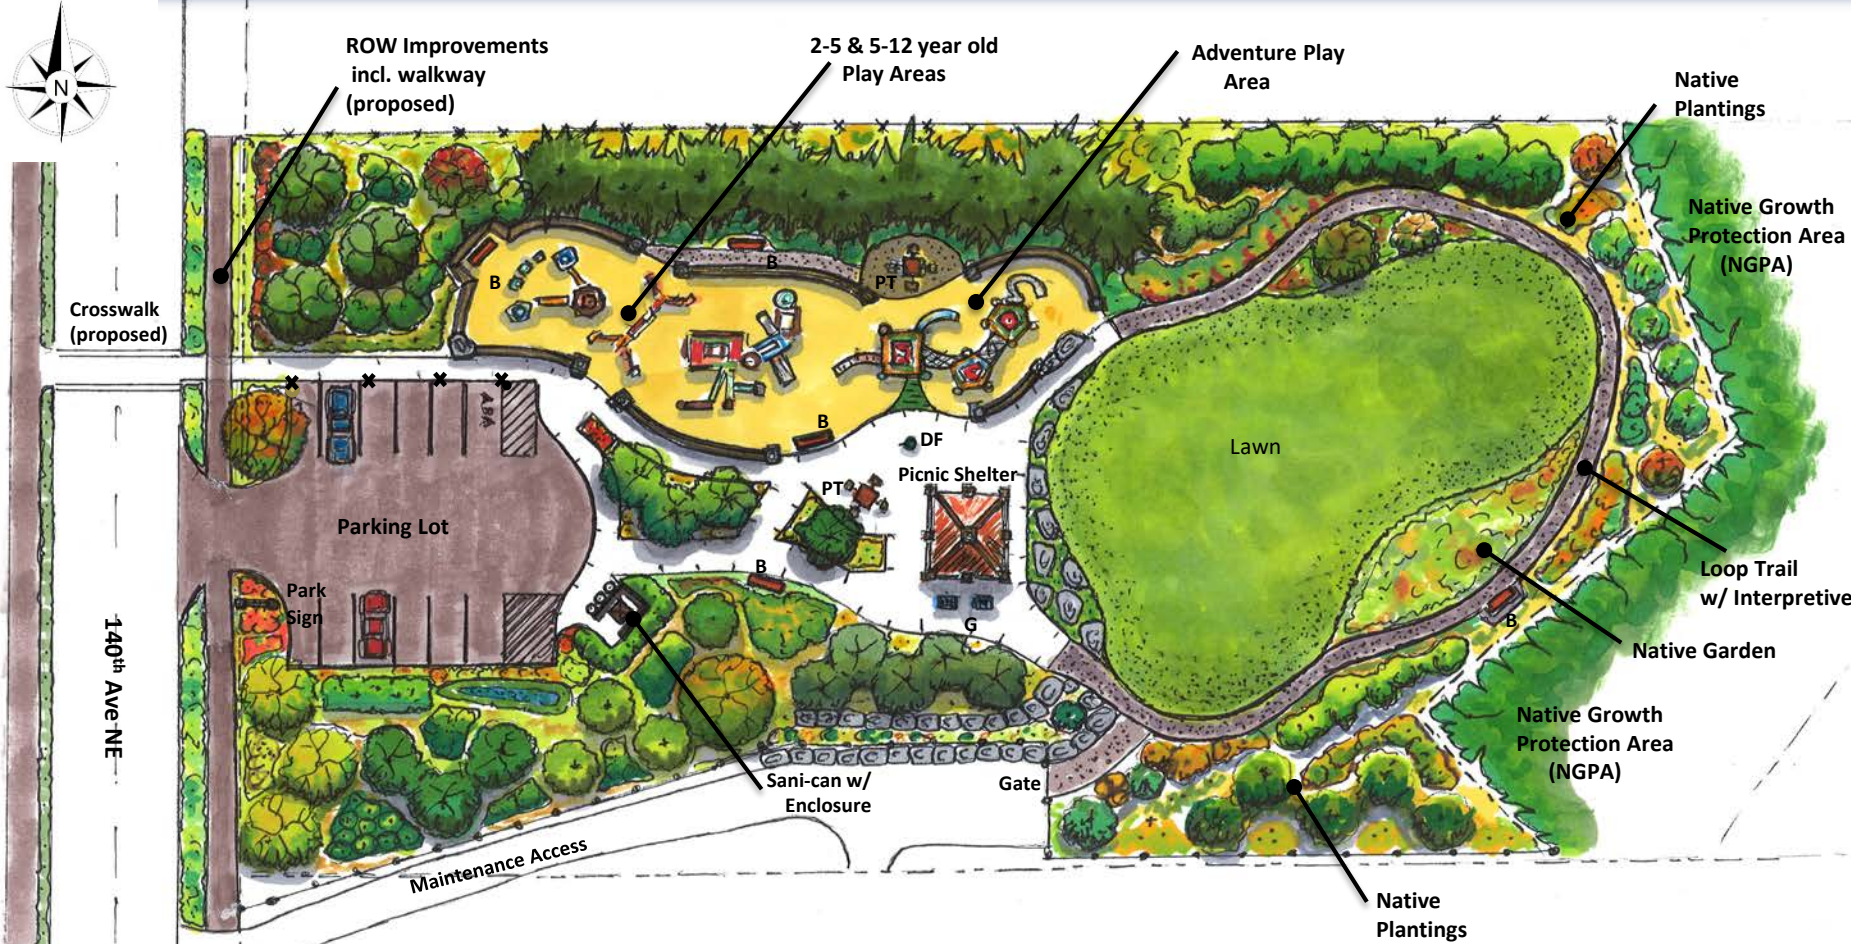 N
ROW Improvements
incl. walkway
(proposed)
2-5 & 5-12 year old
Play Areas
Adventure Play
Area
Native
Plantings
Native Growth
Protection Area
(NGPA)
Crosswalk
(proposed)
B
B
PT
ABA
B
DF
Lawn
Picnic Shelter
PT
Parking Lot
B
Park
Sign
G
Loop Trail
w/ Interpretive
B
Native Garden
140th Ave NE
Native Growth
Protection Area
(NGPA)
Sani-can w/
Enclosure
Gate
Maintenance Access
Native
Plantings